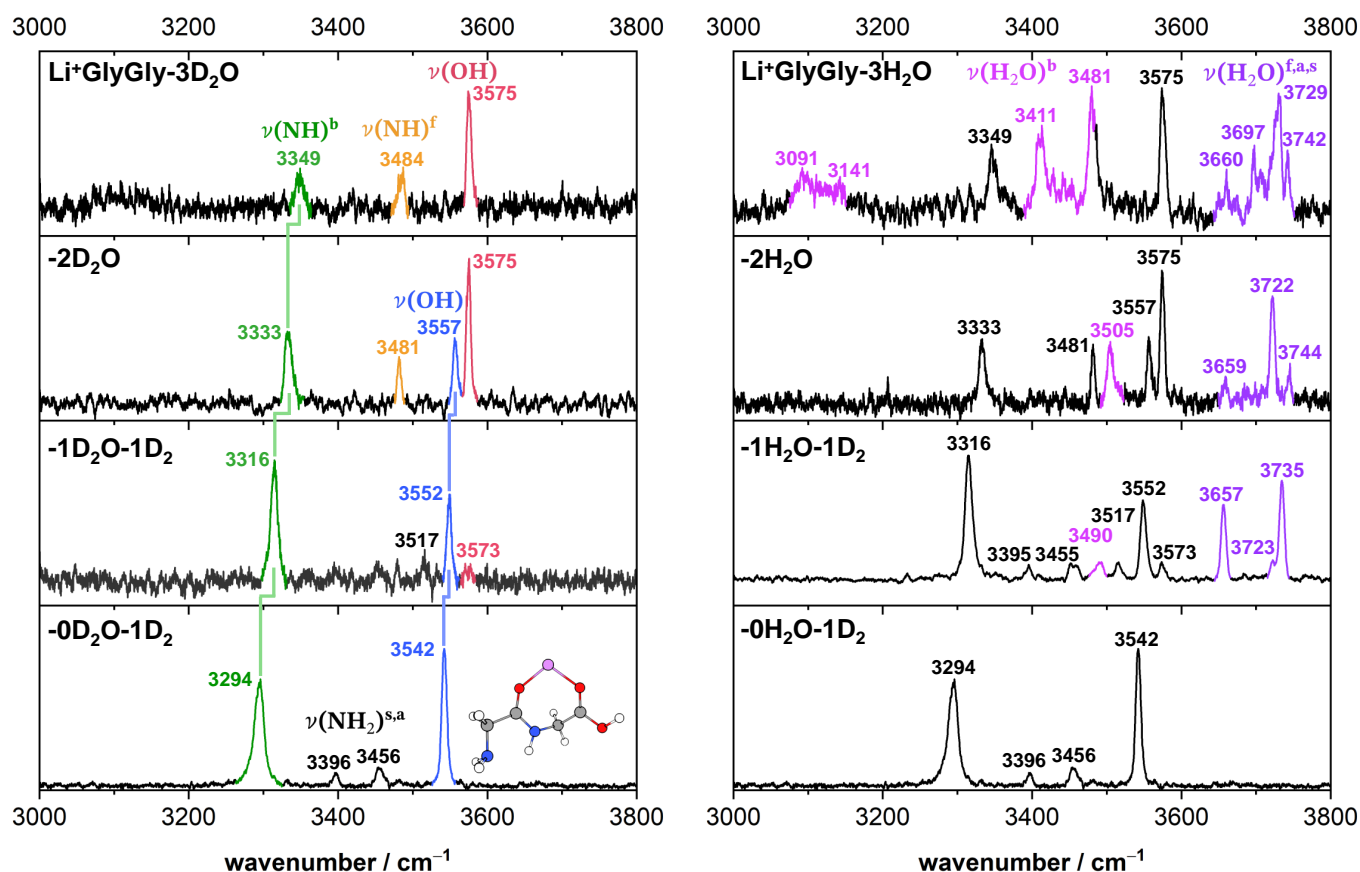 3000 3200 3400 3600 3800
Li⁺GlyGly-3D₂O
ν(OH)
3575
ν(NH)ᵇ
3349
ν(NH)ᶠ
3484
-2D₂O
3575
ν(OH)
3557
3333
3481
-1D₂O-1D₂
3316
3552
3517
3573
-0D₂O-1D₂
3542
3294
ν(NH₂)ˢ,ᵃ
3396
3456
3000 3200 3400 3600 3800
wavenumber / cm⁻¹
3000 3200 3400 3600 3800
Li⁺GlyGly-3H₂O
ν(H₂O)ᵇ
3481
3575
ν(H₂O)ᶠ,ᵃ,ˢ
3729
3411
3697
3742
3349
3660
3091
3141
-2H₂O
3575
3722
3557
3333
3481
3505
3659
3744
-1H₂O-1D₂
3316
3735
3552
3657
3517
3490
3395
3455
3573
3723
-0H₂O-1D₂
3542
3294
3396
3456
3000 3200 3400 3600 3800
wavenumber / cm⁻¹